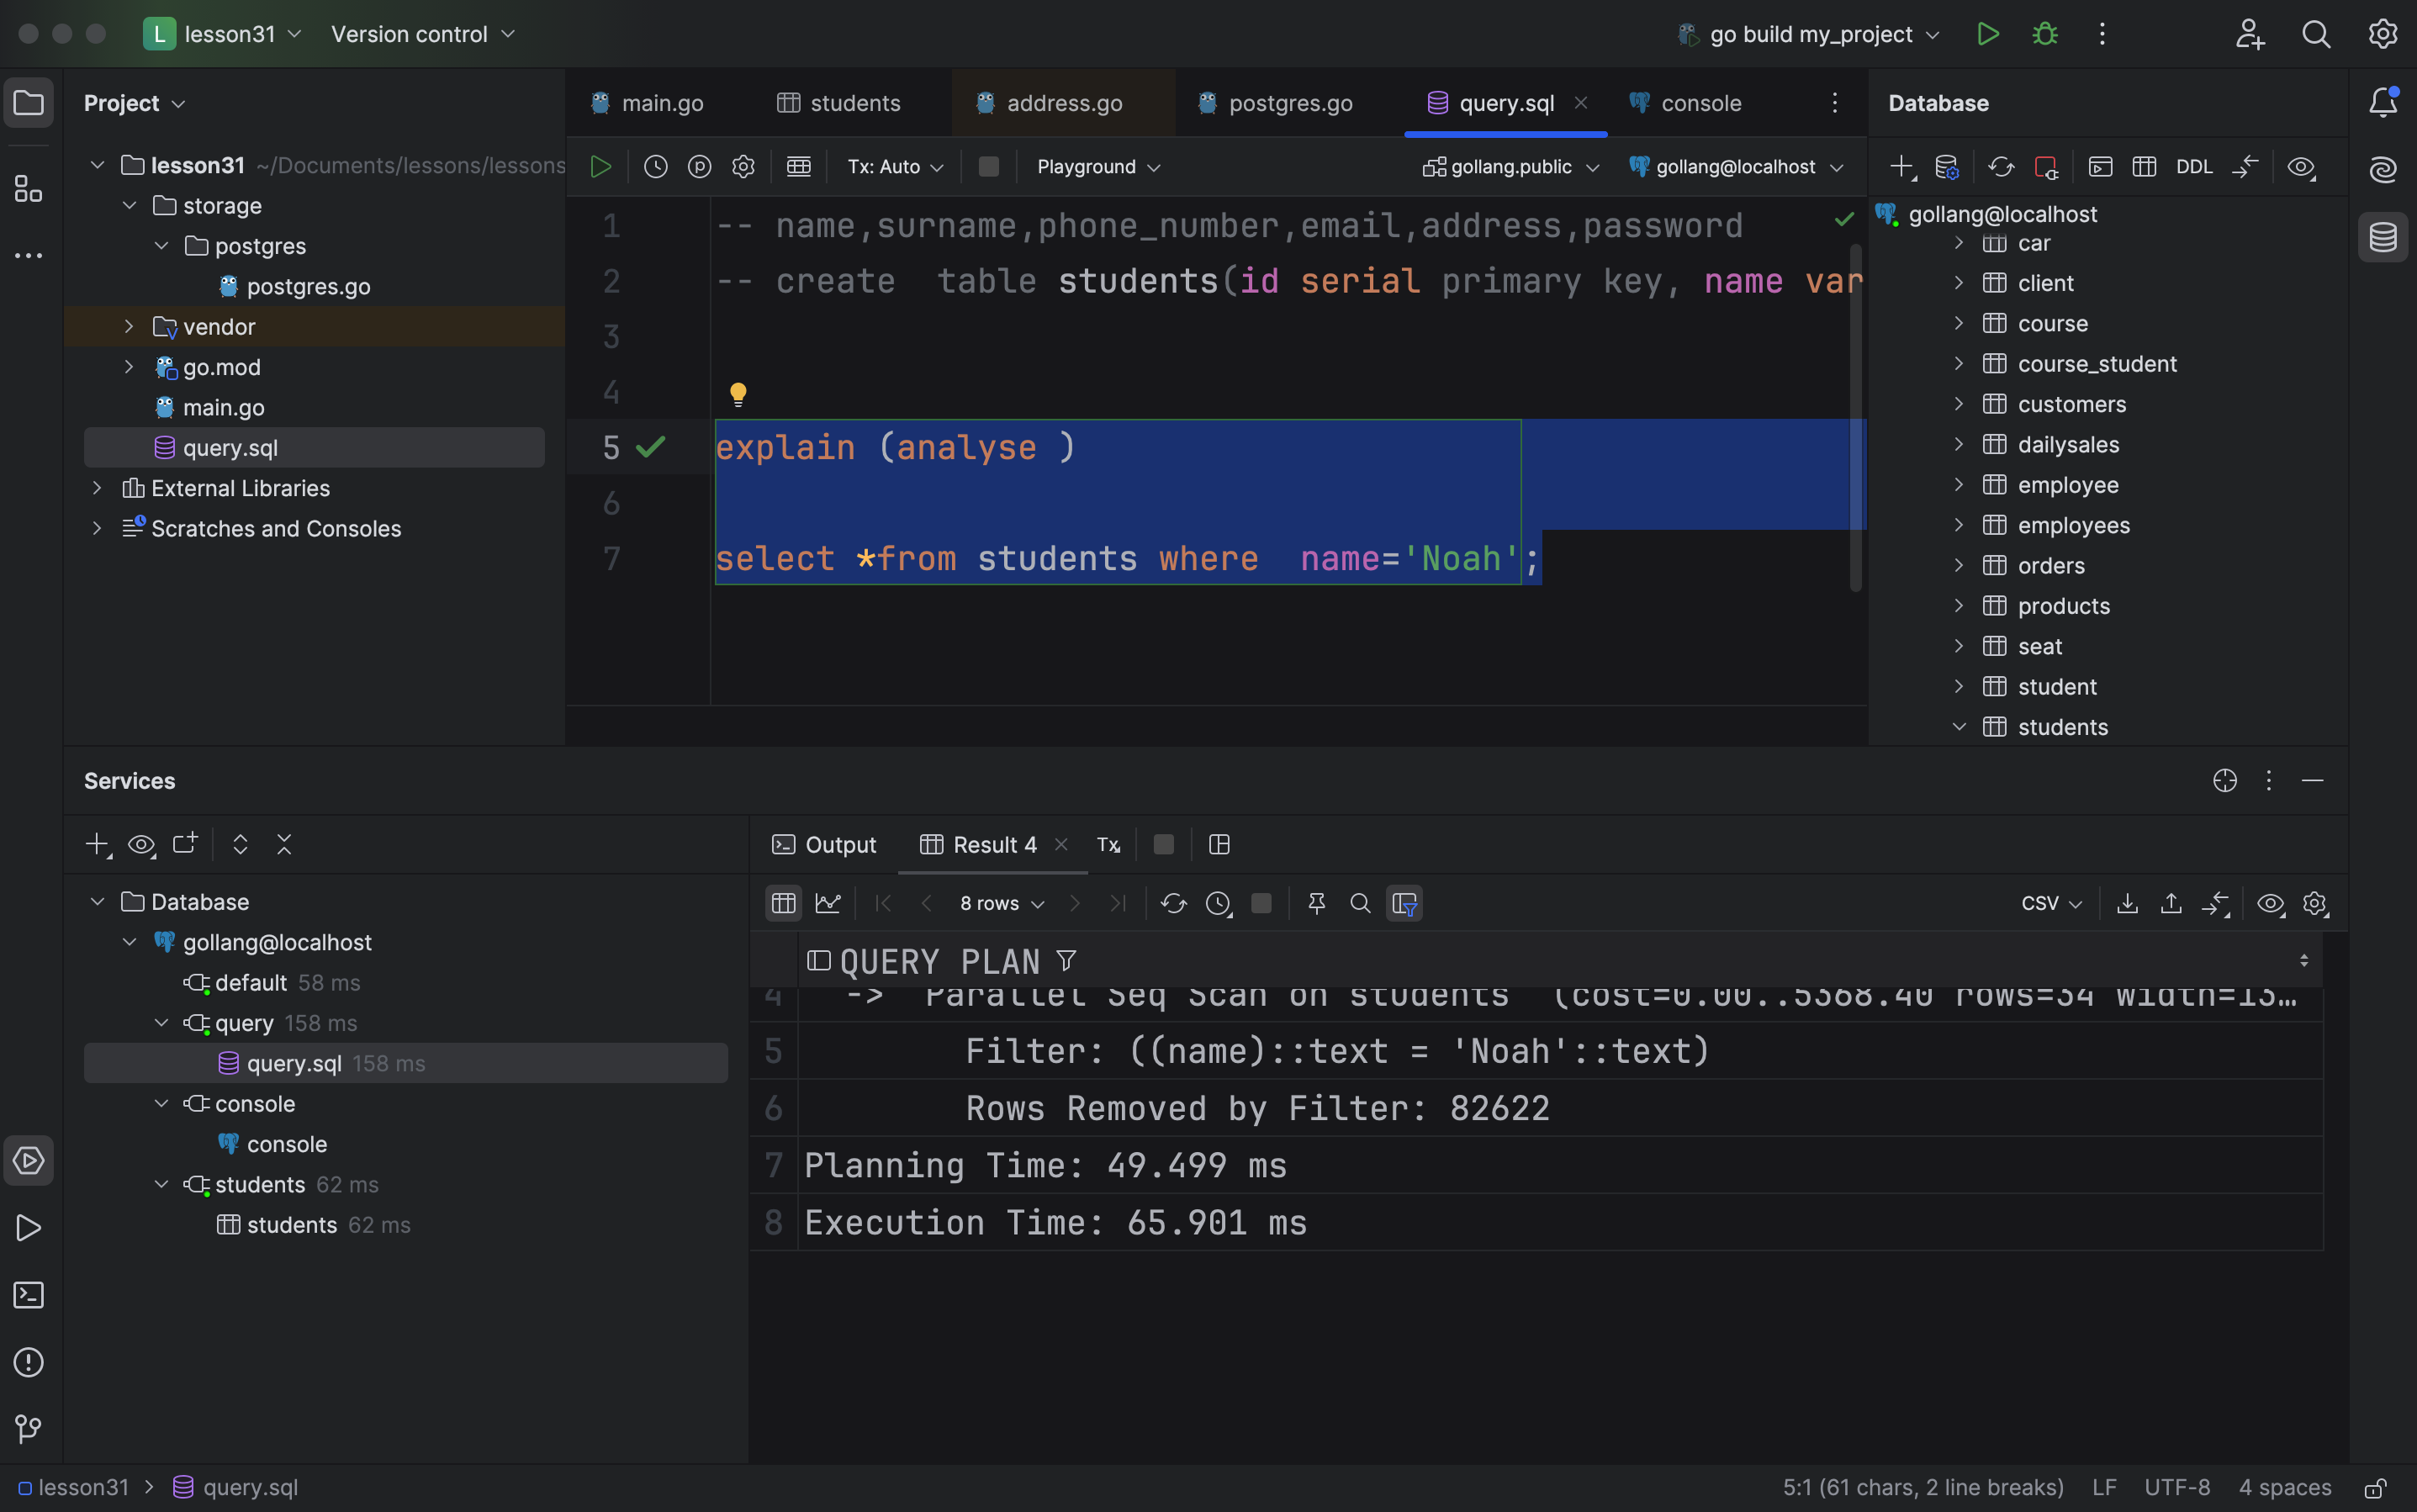 L lesson31 Version control go build my_project
Project
lesson31 ~/Documents/lessons/lessons
storage
postgres
postgres.go
vendor
go.mod
main.go
query.sql
External Libraries
Scratches and Consoles
main.go students address.go postgres.go query.sql console
Tx: Auto Playground gollang.public gollang@localhost
1 -- name,surname,phone_number,email,address,password
2 -- create  table students(id serial primary key, name var
3
4
5 explain (analyse )
6
7 select *from students where  name='Noah';
Database
DDL
gollang@localhost
car
client
course
course_student
customers
dailysales
employee
employees
orders
products
seat
student
students
Services
Database
gollang@localhost
default 58 ms
query 158 ms
query.sql 158 ms
console
console
students 62 ms
students 62 ms
Output Result 4 Tx
8 rows CSV
QUERY PLAN
4 -> Parallel Seq Scan on students (cost=0.00..5368.40 rows=34 width=13…
5 Filter: ((name)::text = 'Noah'::text)
6 Rows Removed by Filter: 82622
7 Planning Time: 49.499 ms
8 Execution Time: 65.901 ms
lesson31 query.sql 5:1 (61 chars, 2 line breaks) LF UTF-8 4 spaces